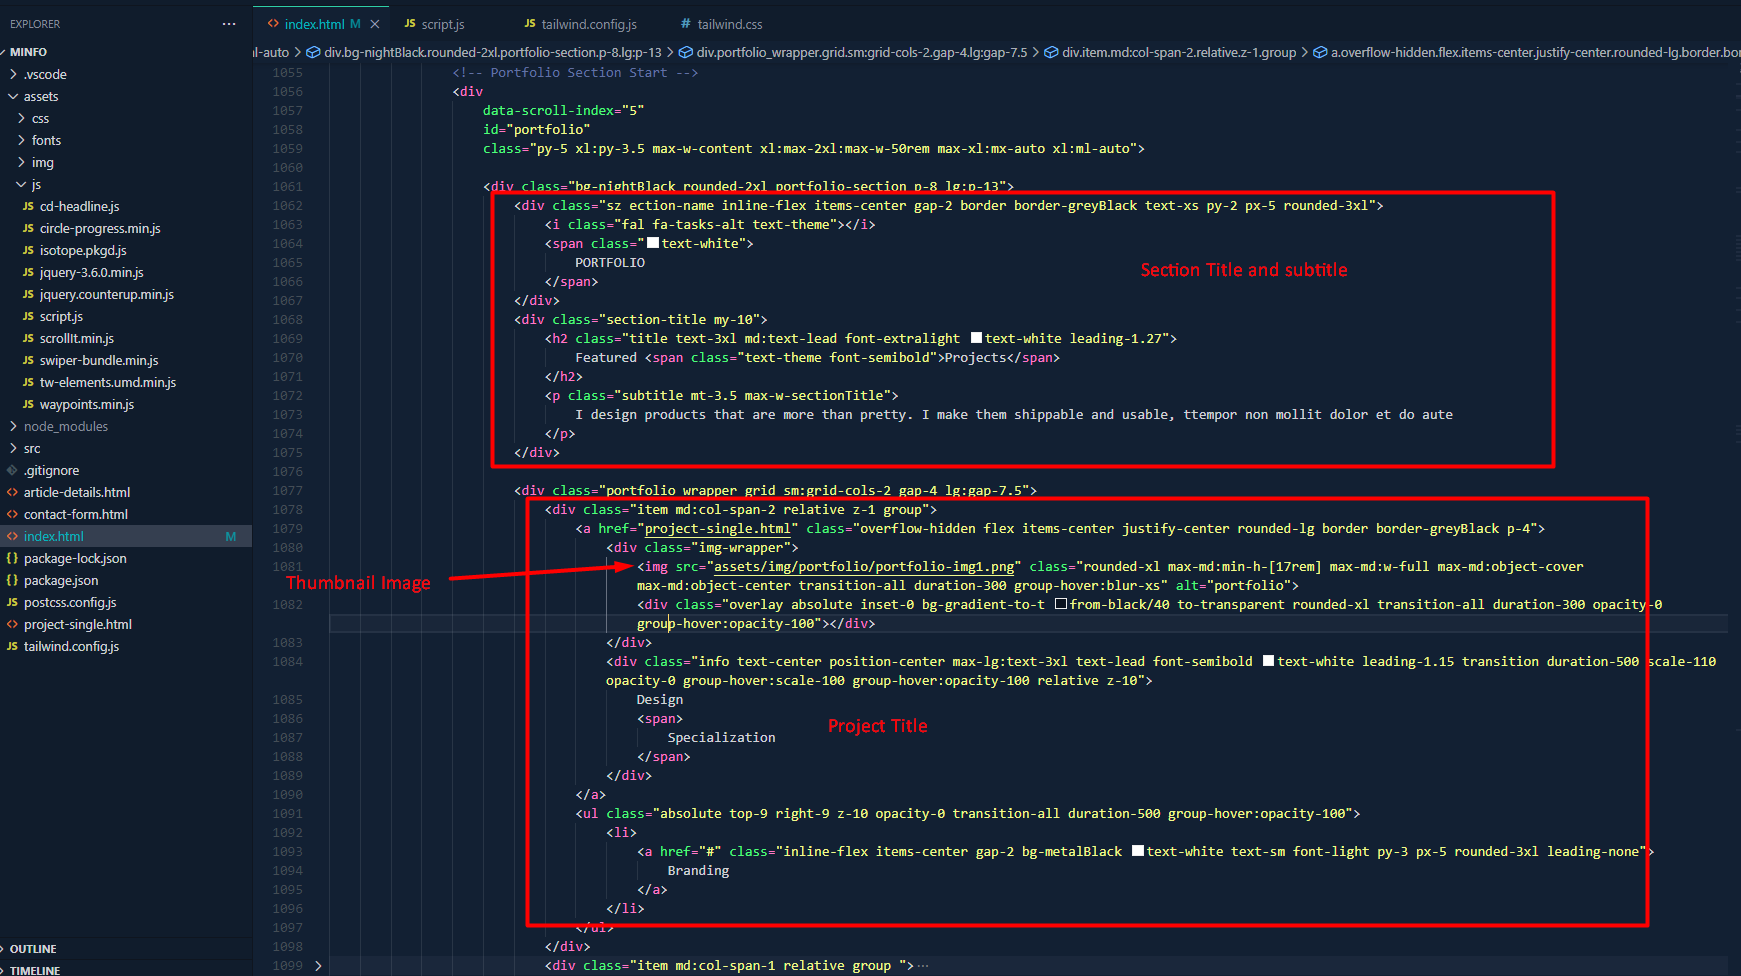 EXPLORER
···
MINFO
.vscode
assets
css
fonts
img
js
JS cd-headline.js
JS circle-progress.min.js
JS isotope.pkgd.js
JS jquery-3.6.0.min.js
JS jquery.counterup.min.js
JS script.js
JS scrollIt.min.js
JS swiper-bundle.min.js
JS tw-elements.umd.min.js
JS waypoints.min.js
node_modules
src
.gitignore
<> article-details.html
<> contact-form.html
<> index.html M
{} package-lock.json
{} package.json
JS postcss.config.js
<> project-single.html
JS tailwind.config.js
OUTLINE
TIMELINE
<> index.html M
JS script.js
JS tailwind.config.js
# tailwind.css
ıl-auto > div.bg-nightBlack.rounded-2xl.portfolio-section.p-8.lg:p-13 > div.portfolio_wrapper.grid.sm:grid-cols-2.gap-4.lg:gap-7.5 > div.item.md:col-span-2.relative.z-1.group > a.overflow-hidden.flex.items-center.justify-center.rounded-lg.border.bor
1055 <!-- Portfolio Section Start -->
1056 <div
1057 data-scroll-index="5"
1058 id="portfolio"
1059 class="py-5 xl:py-3.5 max-w-content xl:max-2xl:max-w-50rem max-xl:mx-auto xl:ml-auto">
1060
1061 <div class="bg-nightBlack rounded-2xl portfolio-section p-8 lg:p-13">
1062 <div class="sz ection-name inline-flex items-center gap-2 border border-greyBlack text-xs py-2 px-5 rounded-3xl">
1063 <i class="fal fa-tasks-alt text-theme"></i>
1064 <span class="text-white">
1065 PORTFOLIO
1066 </span>
1067 </div>
1068 <div class="section-title my-10">
1069 <h2 class="title text-3xl md:text-lead font-extralight text-white leading-1.27">
1070 Featured <span class="text-theme font-semibold">Projects</span>
1071 </h2>
1072 <p class="subtitle mt-3.5 max-w-sectionTitle">
1073 I design products that are more than pretty. I make them shippable and usable, ttempor non mollit dolor et do aute
1074 </p>
1075 </div>
1076
1077 <div class="portfolio_wrapper grid sm:grid-cols-2 gap-4 lg:gap-7.5">
1078 <div class="item md:col-span-2 relative z-1 group">
1079 <a href="project-single.html" class="overflow-hidden flex items-center justify-center rounded-lg border border-greyBlack p-4">
1080 <div class="img-wrapper">
1081 <img src="assets/img/portfolio/portfolio-img1.png" class="rounded-xl max-md:min-h-[17rem] max-md:w-full max-md:object-cover
max-md:object-center transition-all duration-300 group-hover:blur-xs" alt="portfolio">
1082 <div class="overlay absolute inset-0 bg-gradient-to-t from-black/40 to-transparent rounded-xl transition-all duration-300 opacity-0
group-hover:opacity-100"></div>
1083 </div>
1084 <div class="info text-center position-center max-lg:text-3xl text-lead font-semibold text-white leading-1.15 transition duration-500 scale-110
opacity-0 group-hover:scale-100 group-hover:opacity-100 relative z-10">
1085 Design
1086 <span>
1087 Specialization
1088 </span>
1089 </div>
1090 </a>
1091 <ul class="absolute top-9 right-9 z-10 opacity-0 transition-all duration-500 group-hover:opacity-100">
1092 <li>
1093 <a href="#" class="inline-flex items-center gap-2 bg-metalBlack text-white text-sm font-light py-3 px-5 rounded-3xl leading-none">
1094 Branding
1095 </a>
1096 </li>
1097 </ul>
1098 </div>
1099 <div class="item md:col-span-1 relative group ">···
Section Title and subtitle
Thumbnail Image
Project Title